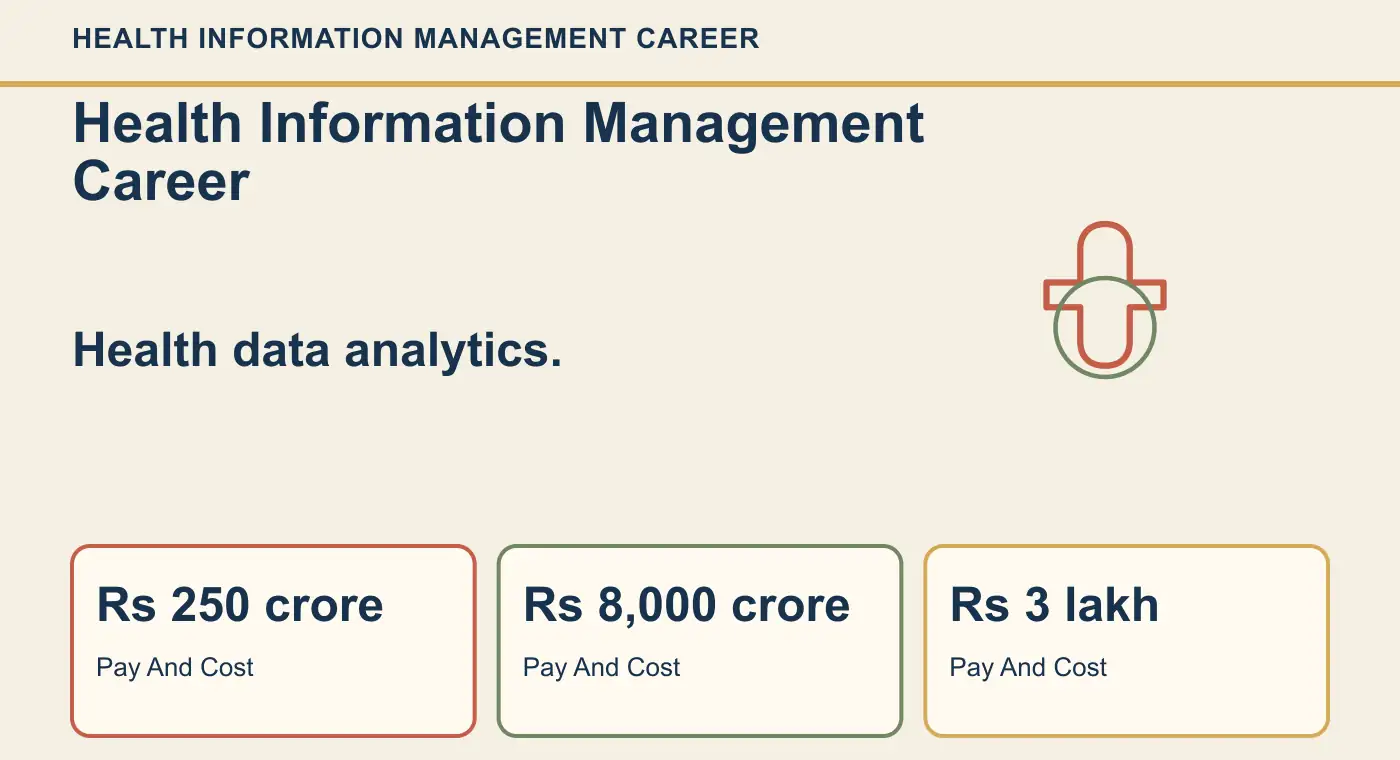 HEALTH INFORMATION MANAGEMENT CAREER
Health Information Management
Career
Health data analytics.
Rs 250 crore
Pay And Cost
Rs 8,000 crore
Pay And Cost
Rs 3 lakh
Pay And Cost